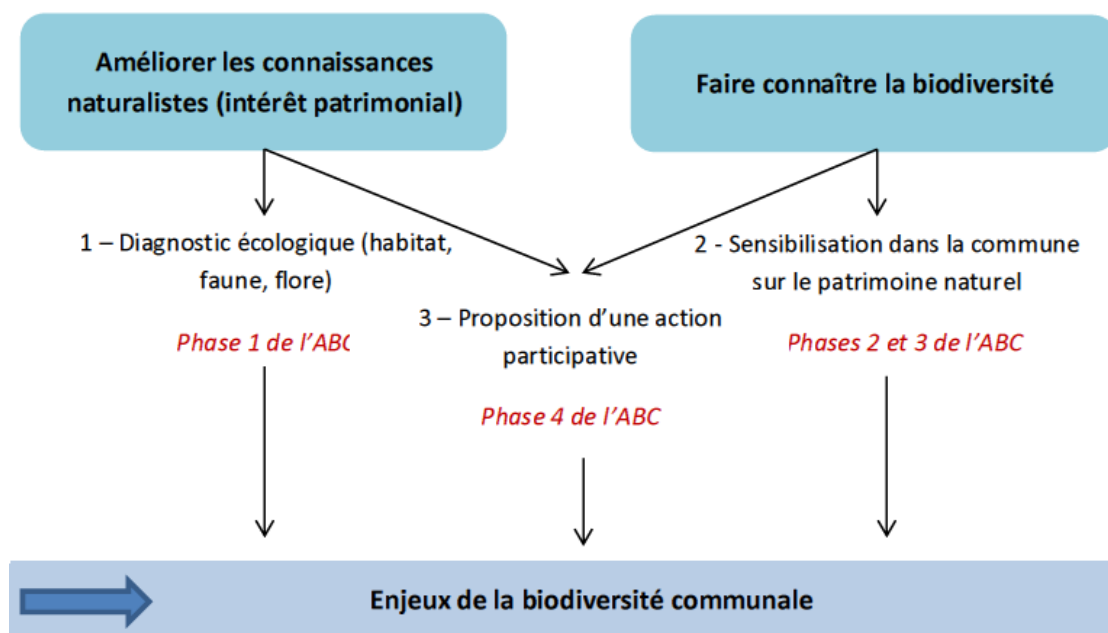 Améliorer les connaissances
naturalistes (intérêt patrimonial)
Faire connaître la biodiversité
1 – Diagnostic écologique (habitat,
faune, flore)
Phase 1 de l’ABC
2 - Sensibilisation dans la commune
sur le patrimoine naturel
Phases 2 et 3 de l’ABC
3 – Proposition d’une action
participative
Phase 4 de l’ABC
Enjeux de la biodiversité communale